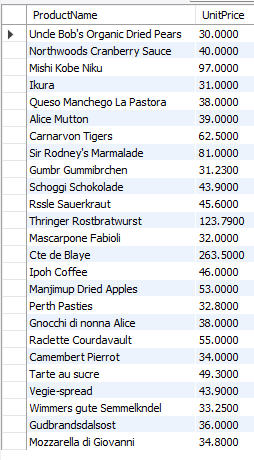 ProductName UnitPrice
Uncle Bob's Organic Dried Pears 30.0000
Northwoods Cranberry Sauce 40.0000
Mishi Kobe Niku 97.0000
Ikura 31.0000
Queso Manchego La Pastora 38.0000
Alice Mutton 39.0000
Carnarvon Tigers 62.5000
Sir Rodney's Marmalade 81.0000
Gumbr Gummibrchen 31.2300
Schoggi Schokolade 43.9000
Rssle Sauerkraut 45.6000
Thringer Rostbratwurst 123.7900
Mascarpone Fabioli 32.0000
Cte de Blaye 263.5000
Ipoh Coffee 46.0000
Manjimup Dried Apples 53.0000
Perth Pasties 32.8000
Gnocchi di nonna Alice 38.0000
Raclette Courdavault 55.0000
Camembert Pierrot 34.0000
Tarte au sucre 49.3000
Vegie-spread 43.9000
Wimmers gute Semmelkndel 33.2500
Gudbrandsdalsost 36.0000
Mozzarella di Giovanni 34.8000